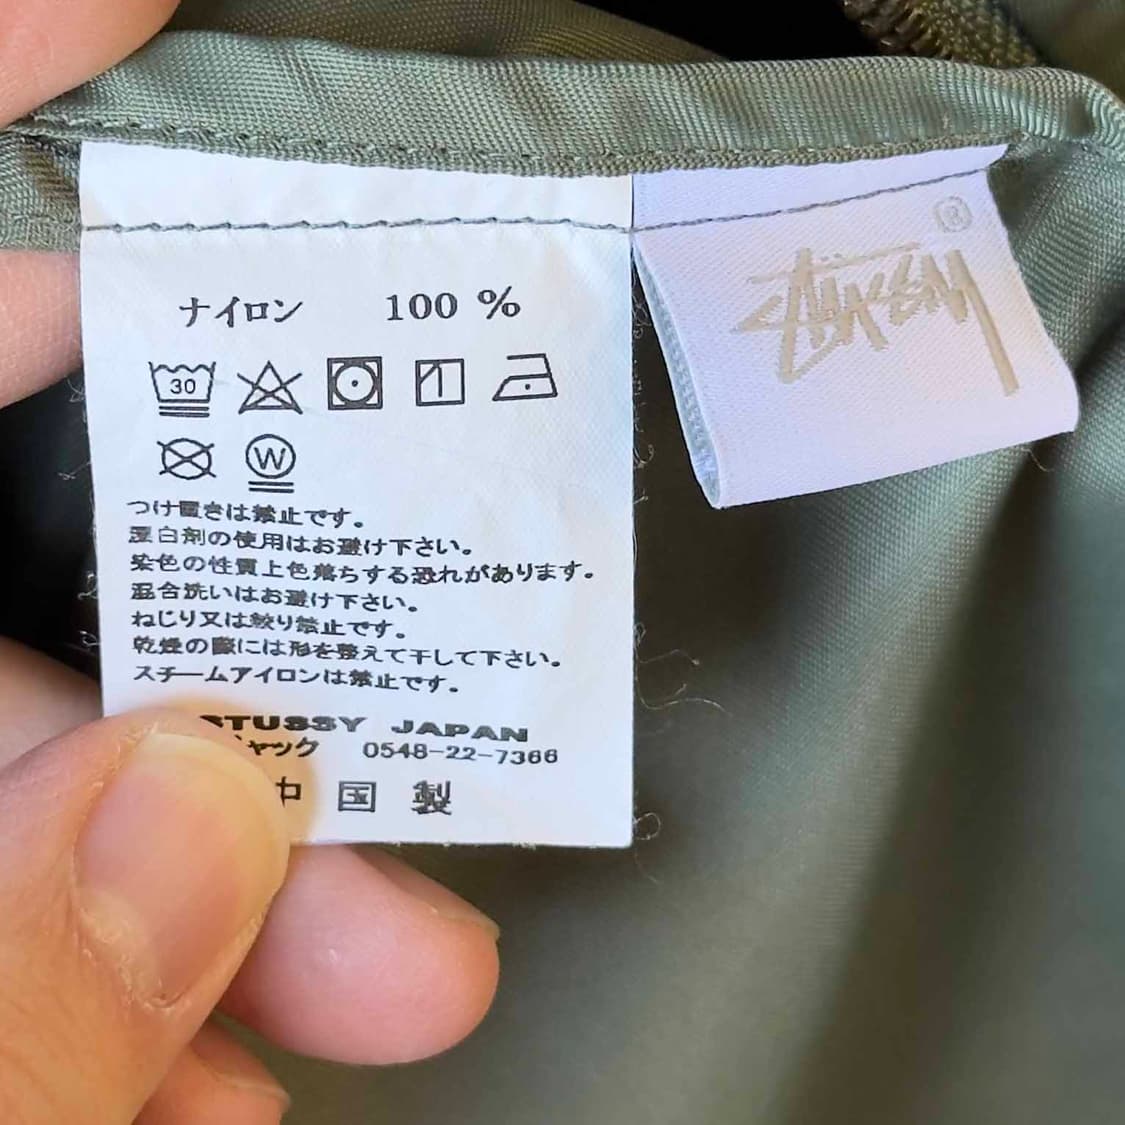 ナイロン 100 %
STUSSY
®
30
W
つけ置きは禁止です。
漂白剤の使用はお避け下さい。
染色の性質上色落ちする恐れがあります。
混合洗いはお避け下さい。
ねじり又は絞り禁止です。
乾燥の際には形を整えて干して下さい。
スチームアイロンは禁止です。
STUSSY JAPAN
ャック 0548-22-7366
中国製